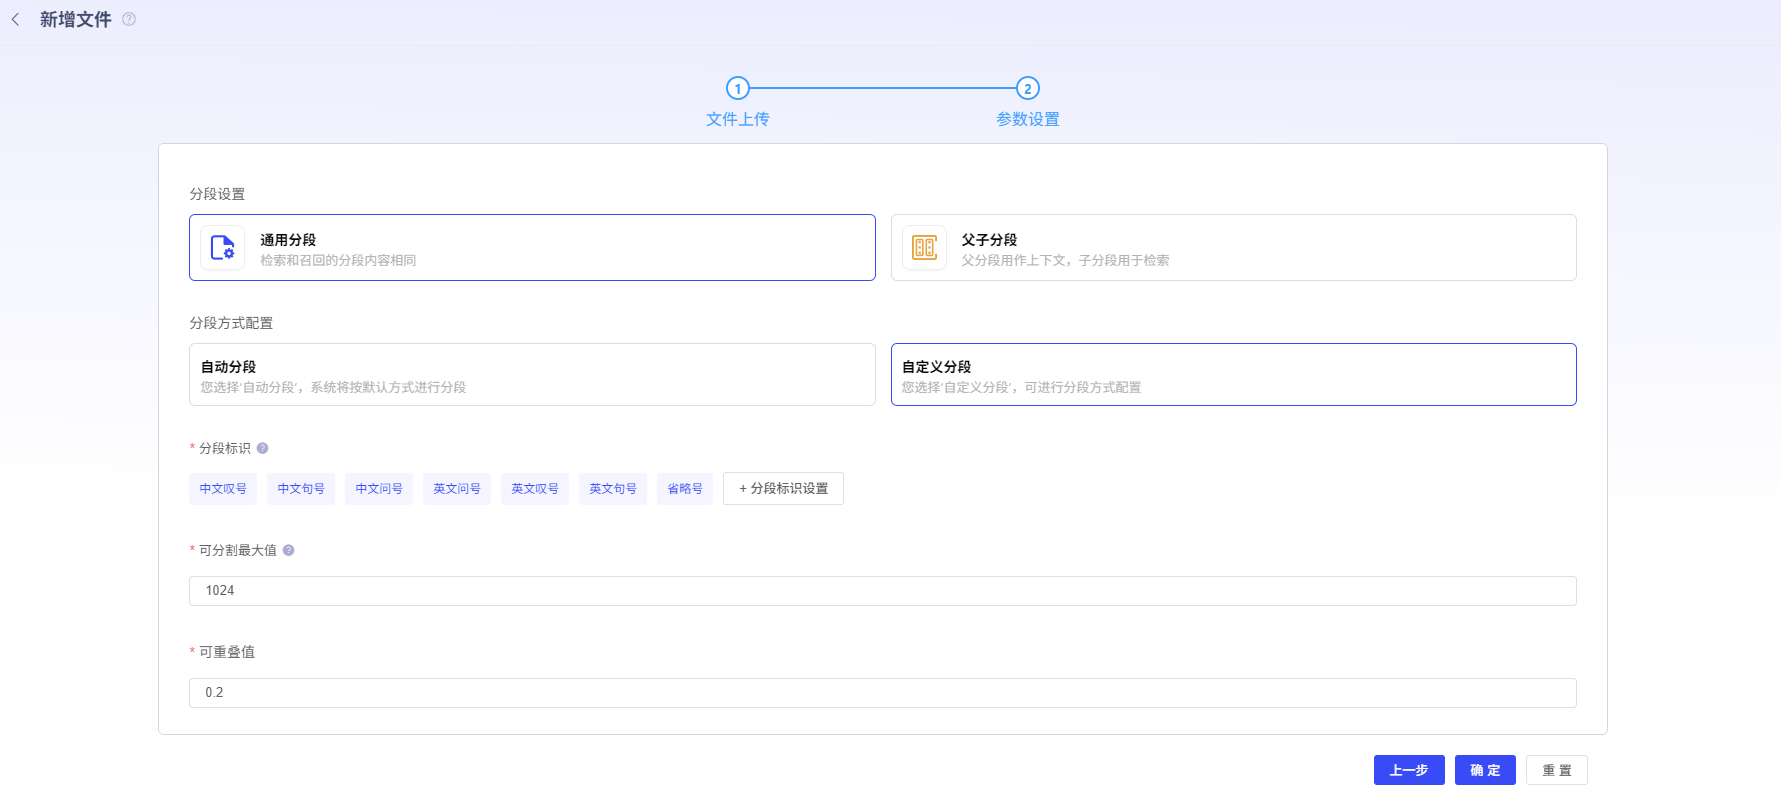 新增文件
1
2
文件上传
参数设置
分段设置
通用分段
检索和召回的分段内容相同
父子分段
父分段用作上下文，子分段用于检索
分段方式配置
自动分段
您选择'自动分段'，系统将按默认方式进行分段
自定义分段
您选择'自定义分段'，可进行分段方式配置
* 分段标识 ?
中文叹号 中文句号 中文问号 英文问号 英文叹号 英文句号 省略号 + 分段标识设置
* 可分割最大值 ?
1024
* 可重叠值
0.2
上一步 确定 重置